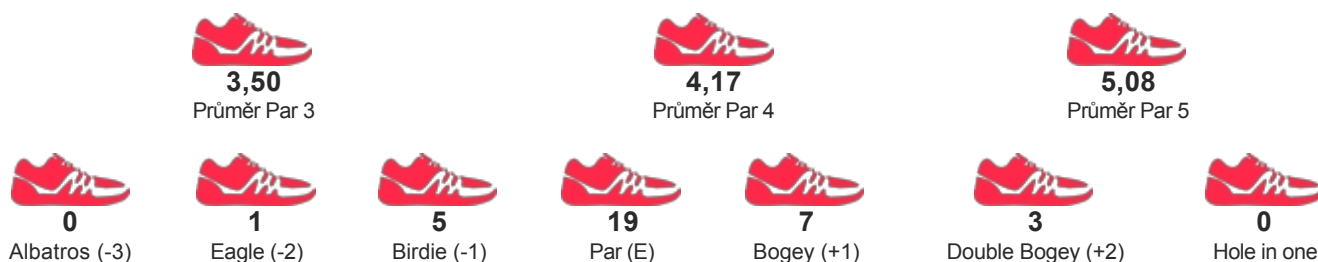 3,50 4,17 5,08
Průměr Par 3 Průměr Par 4 Průměr Par 5
0 1 5 19 7 3 0
Albatros (-3) Eagle (-2) Birdie (-1) Par (E) Bogey (+1) Double Bogey (+2) Hole in one